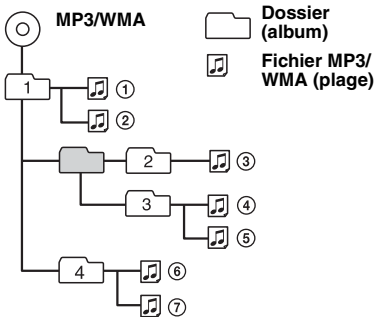 MP3/WMA
Dossier
(album)
Fichier MP3/
WMA (plage)
1
①
②
2
③
3
④
⑤
4
⑥
⑦